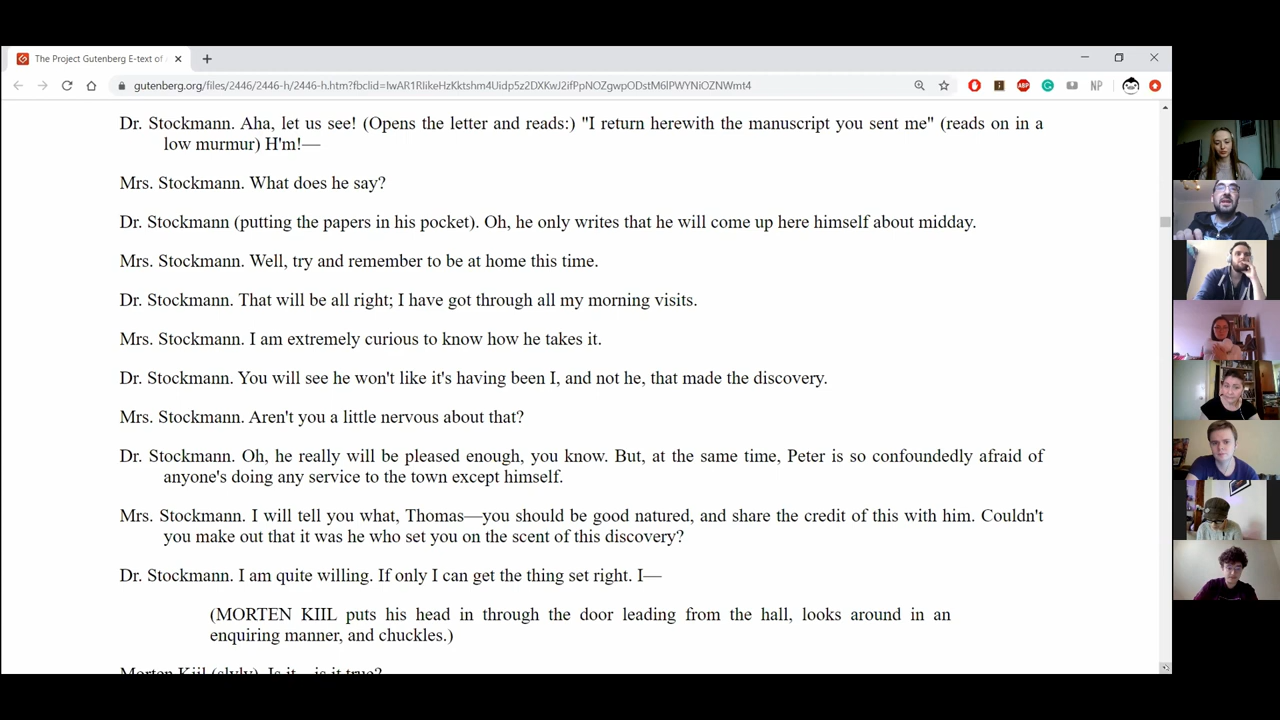 The Project Gutenberg E-text of
gutenberg.org/files/2446/2446-h/2446-h.htm?fbclid=IwAR1RIikeHzKktshm4Uidp5z2DXKwJ2ifPpNOZgwpODstM6lPWYNiOZNWmt4
ABP
NP
Dr. Stockmann. Aha, let us see! (Opens the letter and reads:) "I return herewith the manuscript you sent me" (reads on in a
low murmur) H'm!—
Mrs. Stockmann. What does he say?
Dr. Stockmann (putting the papers in his pocket). Oh, he only writes that he will come up here himself about midday.
Mrs. Stockmann. Well, try and remember to be at home this time.
Dr. Stockmann. That will be all right; I have got through all my morning visits.
Mrs. Stockmann. I am extremely curious to know how he takes it.
Dr. Stockmann. You will see he won't like it's having been I, and not he, that made the discovery.
Mrs. Stockmann. Aren't you a little nervous about that?
Dr. Stockmann. Oh, he really will be pleased enough, you know. But, at the same time, Peter is so confoundedly afraid of
anyone's doing any service to the town except himself.
Mrs. Stockmann. I will tell you what, Thomas—you should be good natured, and share the credit of this with him. Couldn't
you make out that it was he who set you on the scent of this discovery?
Dr. Stockmann. I am quite willing. If only I can get the thing set right. I—
(MORTEN KIIL puts his head in through the door leading from the hall, looks around in an
enquiring manner, and chuckles.)
Morten Kiil (slyly). Is it—is it true?